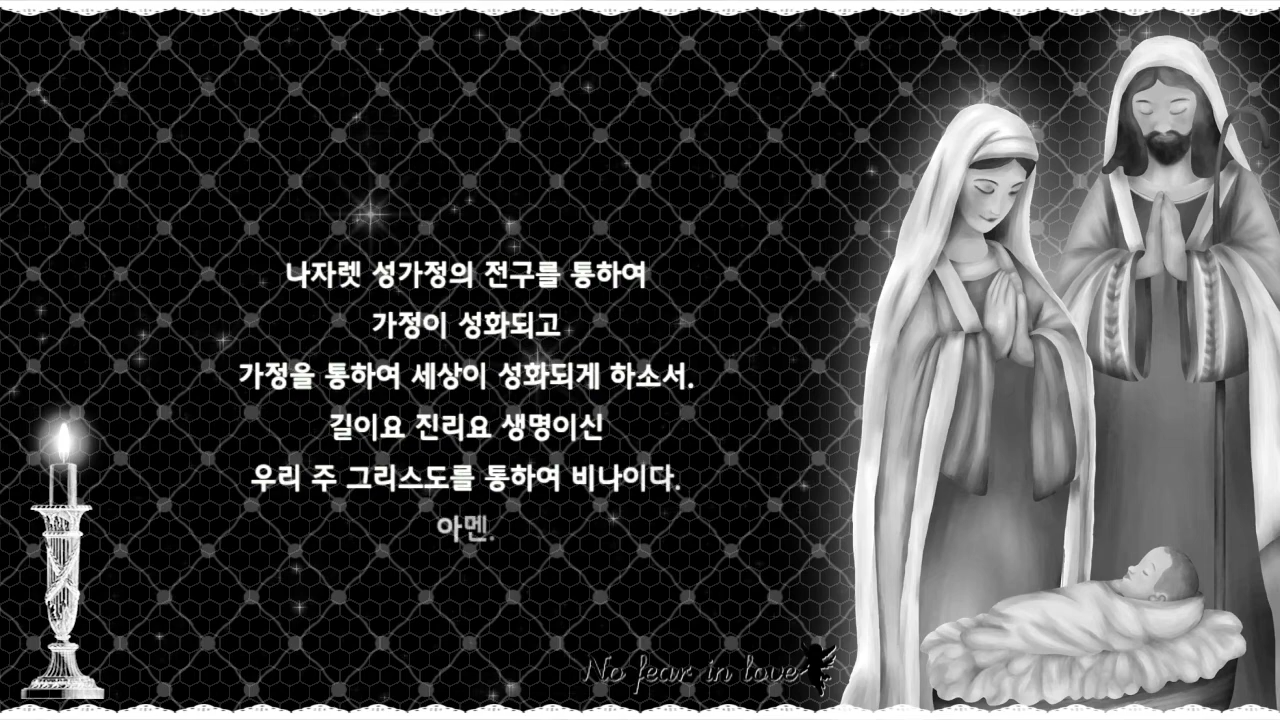 나자렛 성가정의 전구를 통하여
가정이 성화되고
가정을 통하여 세상이 성화되게 하소서.
길이요 진리요 생명이신
우리 주 그리스도를 통하여 비나이다.
아멘.
No fear in love